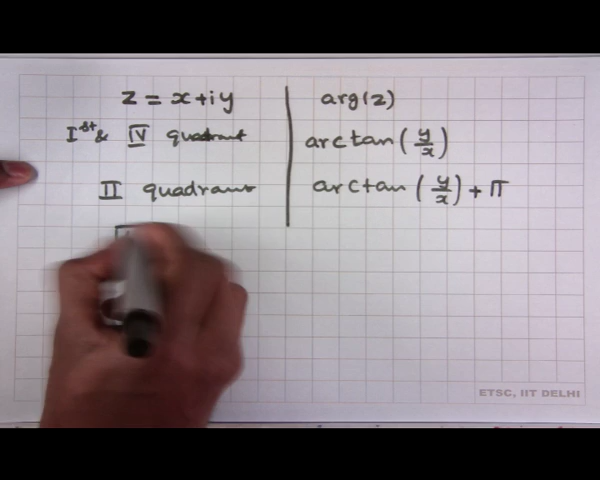 z = x+iy arg(z)
I st & IV quadrant arctan(y/x)
II quadrant arctan(y/x) + π
ETSC, IIT DELHI